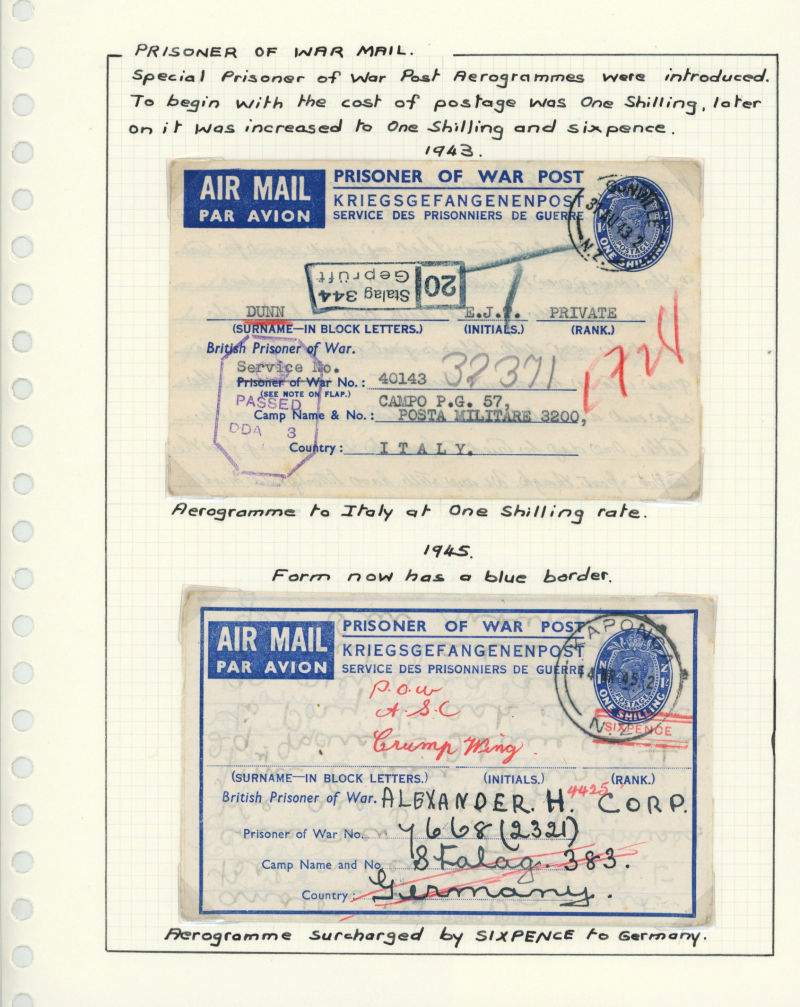 PRISONER OF WAR MAIL.
Special Prisoner of War Post Aerogrammes were introduced.
To begin with the cost of postage was One Shilling, later
on it was increased to One Shilling and sixpence.
1943.
AIR MAIL
PAR AVION
PRISONER OF WAR POST
KRIEGSGEFANGENENPOST
SERVICE DES PRISONNIERS DE GUERRE
N.Z.
POSTAGE
ONE SHILLING
Stalag 344
Geprüft
20
DUNN E.J.T. PRIVATE
(SURNAME—IN BLOCK LETTERS.) (INITIALS.) (RANK.)
British Prisoner of War.
Service No.
Prisoner of War No.: 40143 32371
(SEE NOTE ON FLAP.)
PASSED
DDA 3
CAMPO P.G. 57,
Camp Name & No.: POSTA MILITARE 3200,
Country: ITALY.
Aerogramme to Italy at One Shilling rate.
1945.
Form now has a blue border.
AIR MAIL
PAR AVION
PRISONER OF WAR POST
KRIEGSGEFANGENENPOST
SERVICE DES PRISONNIERS DE GUERRE
KAPONGA
N.Z.
POSTAGE
ONE SHILLING
SIXPENCE
P.O.W
A.S.C
Crump Wing.
(SURNAME—IN BLOCK LETTERS.) (INITIALS.) (RANK.)
4425
British Prisoner of War. ALEXANDER. H. CORP.
Prisoner of War No. 7668 (2321)
Camp Name and No. Stalag. 383.
Country: Germany.
Aerogramme surcharged by SIXPENCE to Germany.